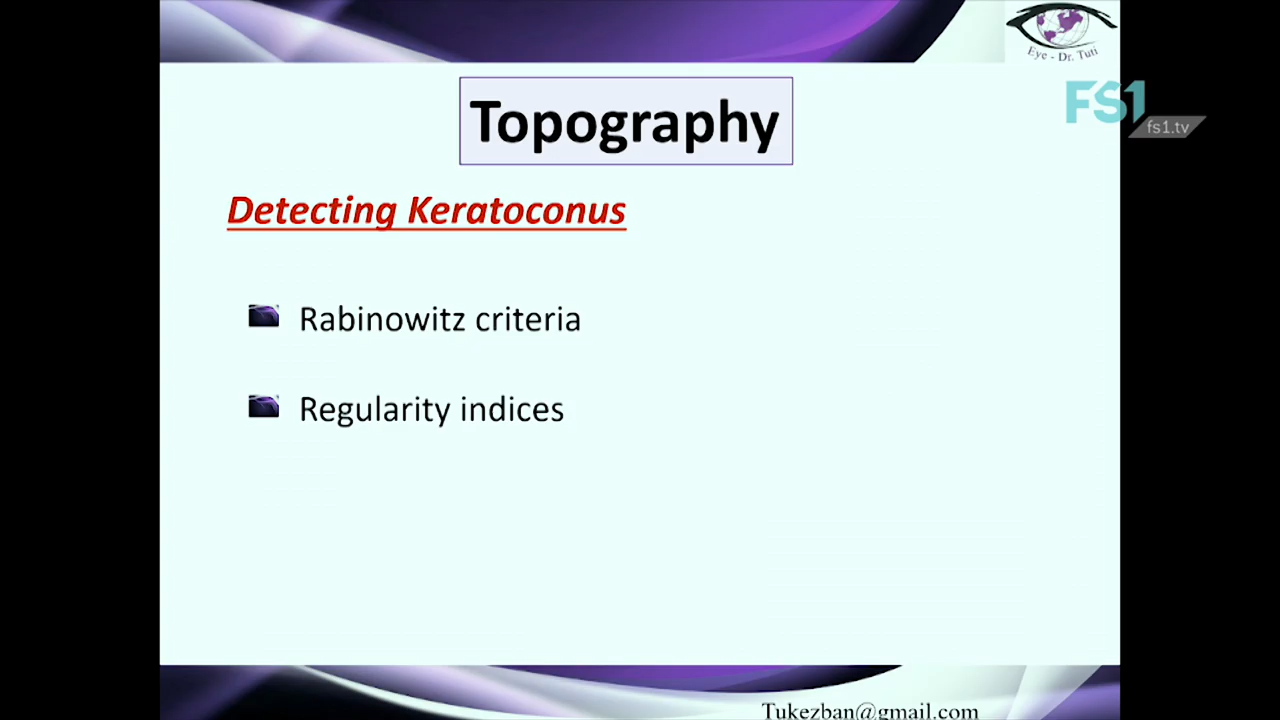 Eye - Dr. Tuti
Topography
FS1
fs1.tv
Detecting Keratoconus
Rabinowitz criteria
Regularity indices
Tukezban@gmail.com